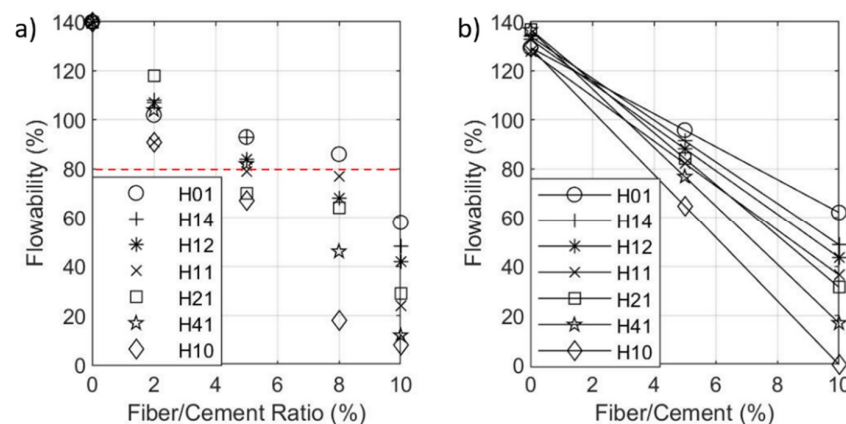 a)
Flowability (%)
140
120
100
80
60
40
20
0
H01
H14
H12
H11
H21
H41
H10
0 2 4 6 8 10
Fiber/Cement Ratio (%)
b)
Flowability (%)
140
120
100
80
60
40
20
0
H01
H14
H12
H11
H21
H41
H10
0 2 4 6 8 10
Fiber/Cement (%)